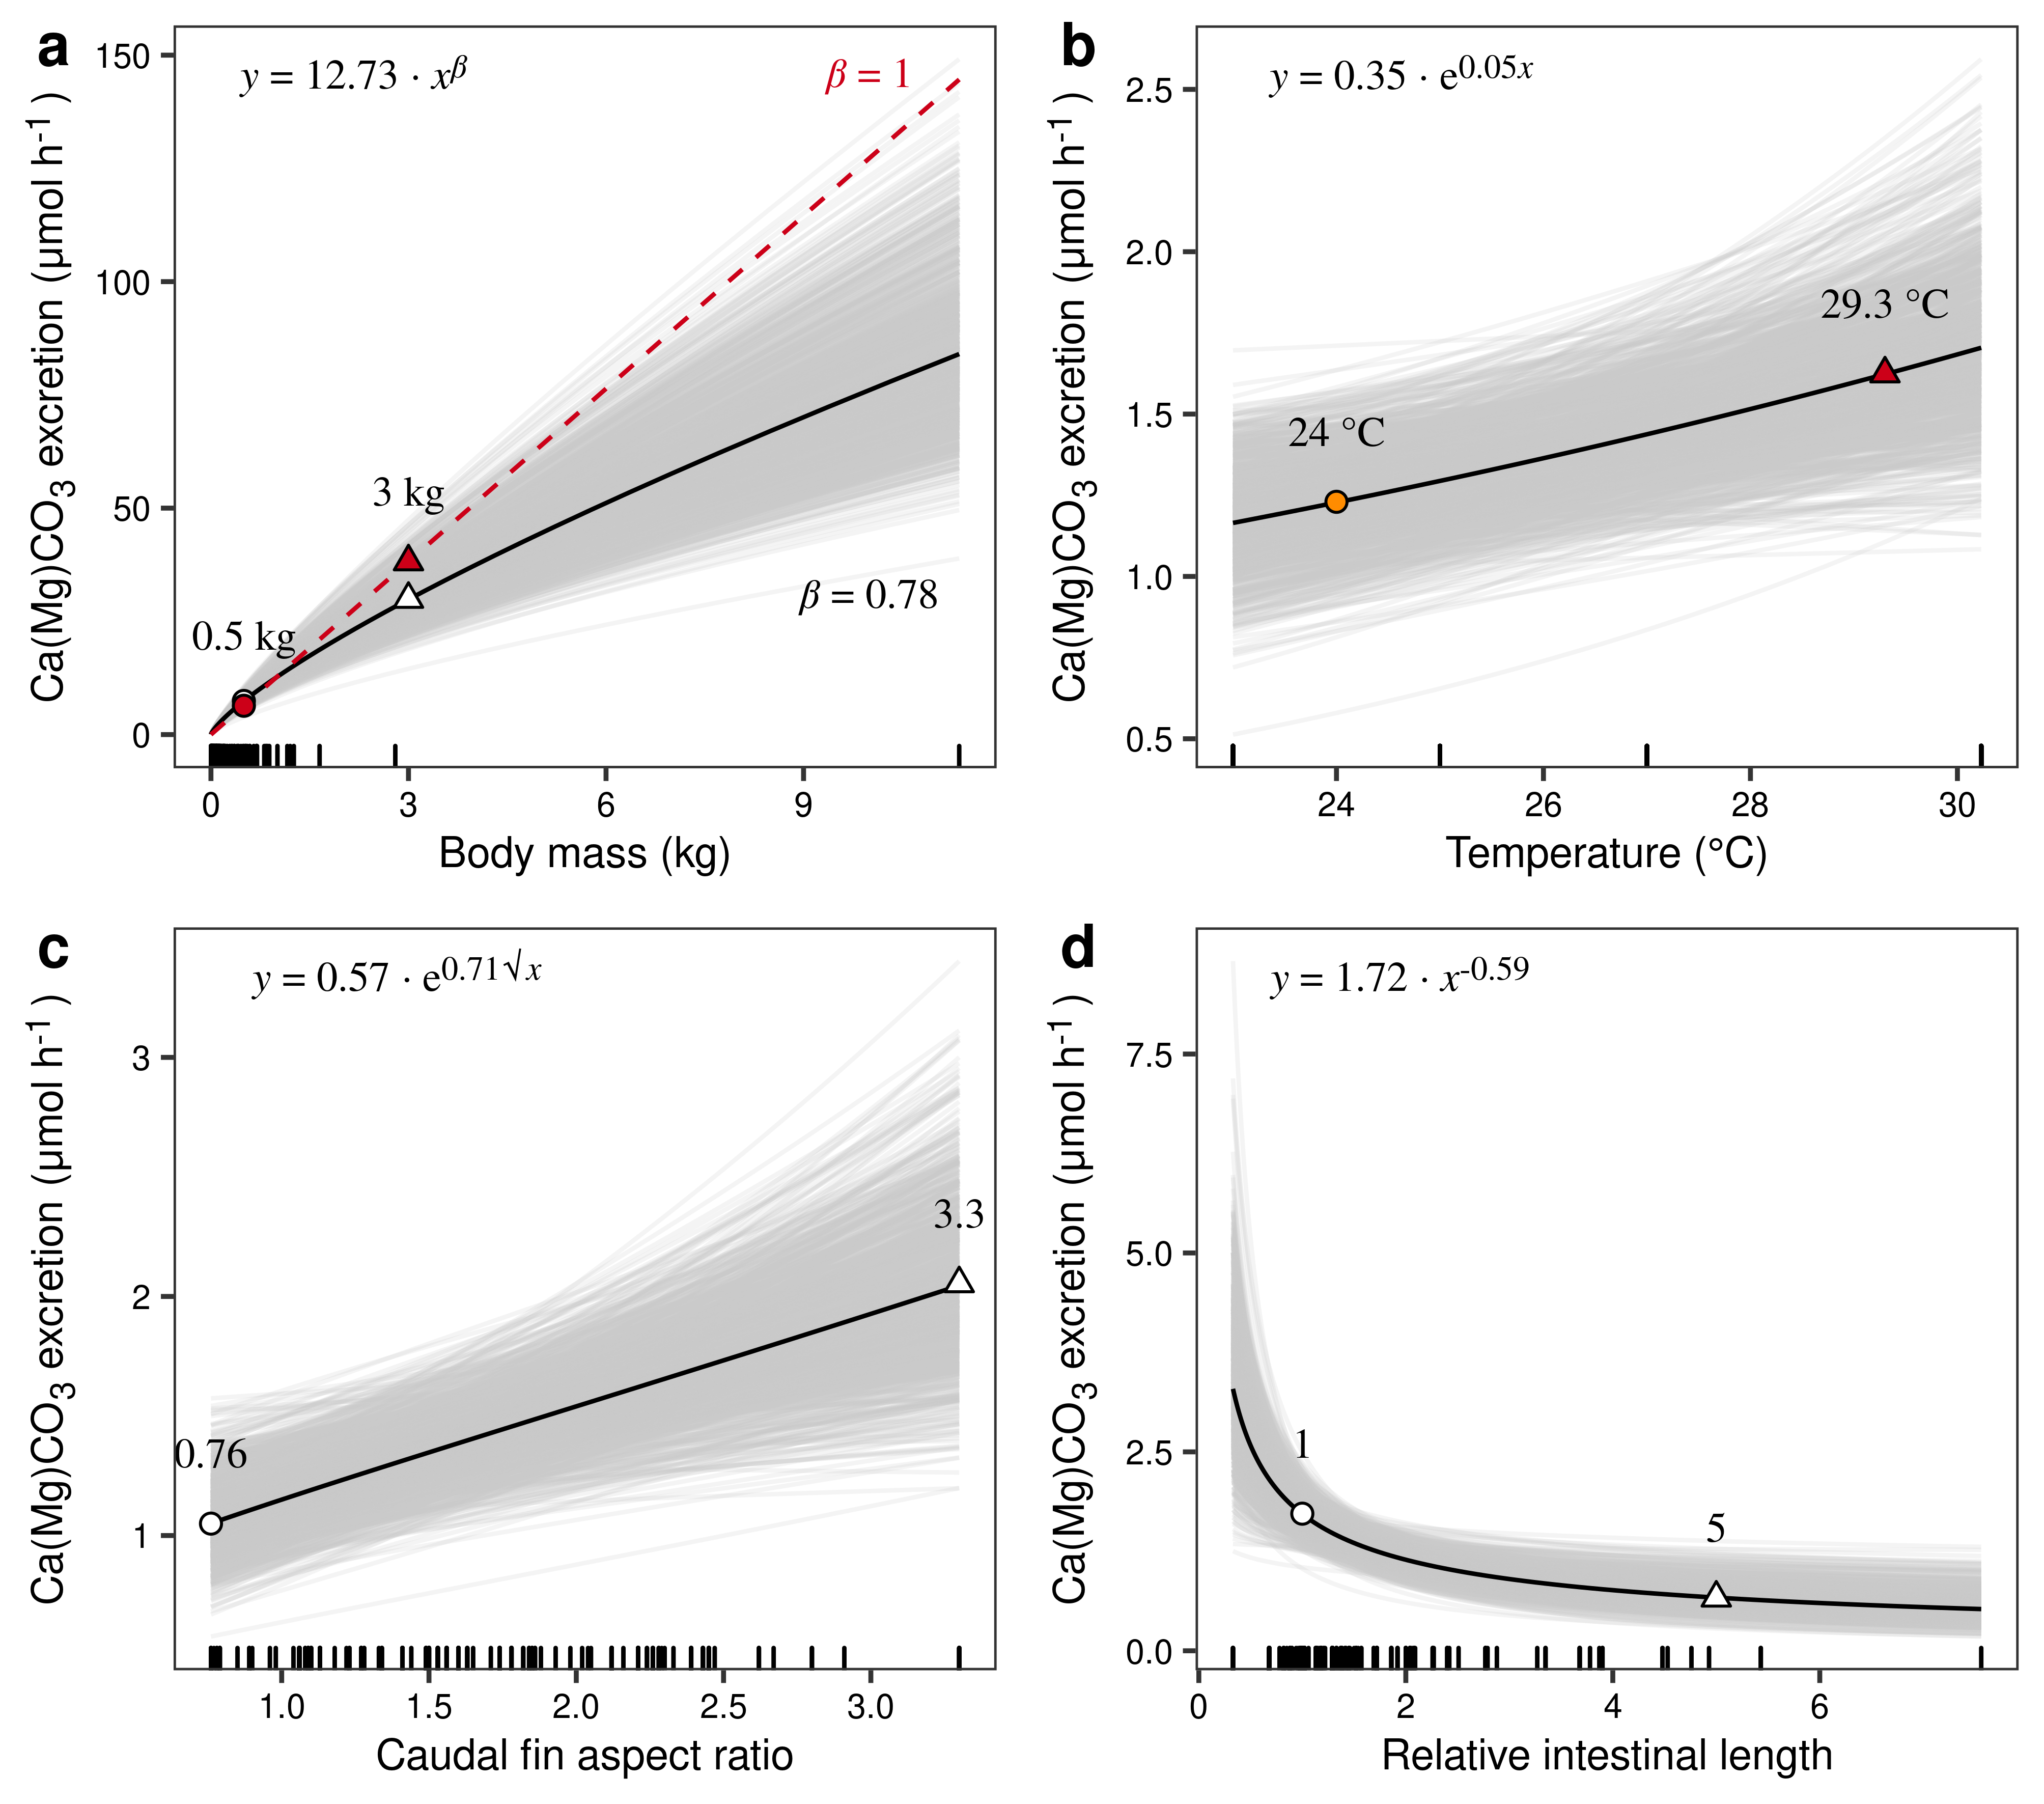 a
y = 12.73 · xᵝ
β = 1
3 kg
0.5 kg
β = 0.78
150
100
50
0
0 3 6 9
Body mass (kg)
Ca(Mg)CO₃ excretion (µmol h⁻¹ )
b
y = 0.35 · e^0.05x
29.3 °C
24 °C
2.5
2.0
1.5
1.0
0.5
24 26 28 30
Temperature (°C)
Ca(Mg)CO₃ excretion (µmol h⁻¹ )
c
y = 0.57 · e^0.71√x
3.3
0.76
3
2
1
1.0 1.5 2.0 2.5 3.0
Caudal fin aspect ratio
Ca(Mg)CO₃ excretion (µmol h⁻¹ )
d
y = 1.72 · x^-0.59
1
5
7.5
5.0
2.5
0.0
0 2 4 6
Relative intestinal length
Ca(Mg)CO₃ excretion (µmol h⁻¹ )